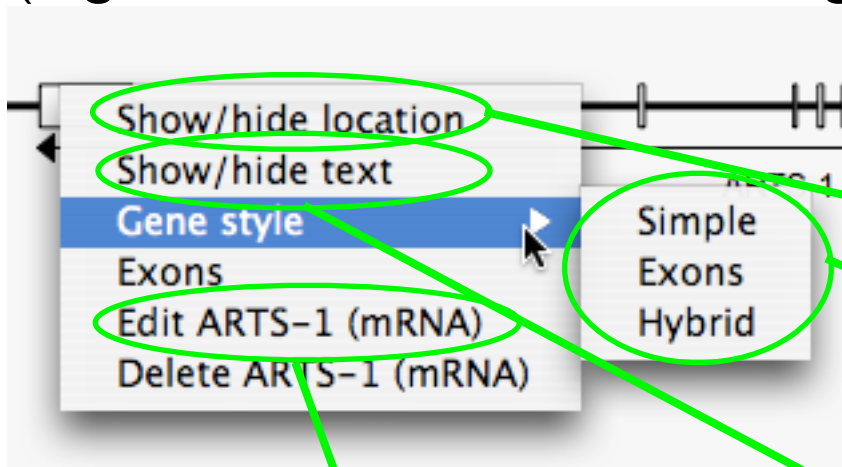 Show/hide location
Show/hide text
Gene style
Exons
Edit ARTS-1 (mRNA)
Delete ARTS-1 (mRNA)
Simple
Exons
Hybrid